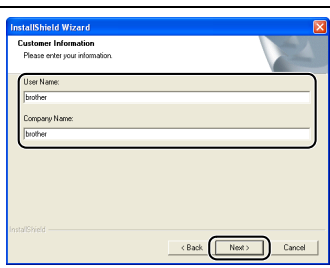 InstallShield Wizard
Customer Information
Please enter your information.
User Name:
brother
Company Name:
brother
InstallShield
< Back
Next >
Cancel